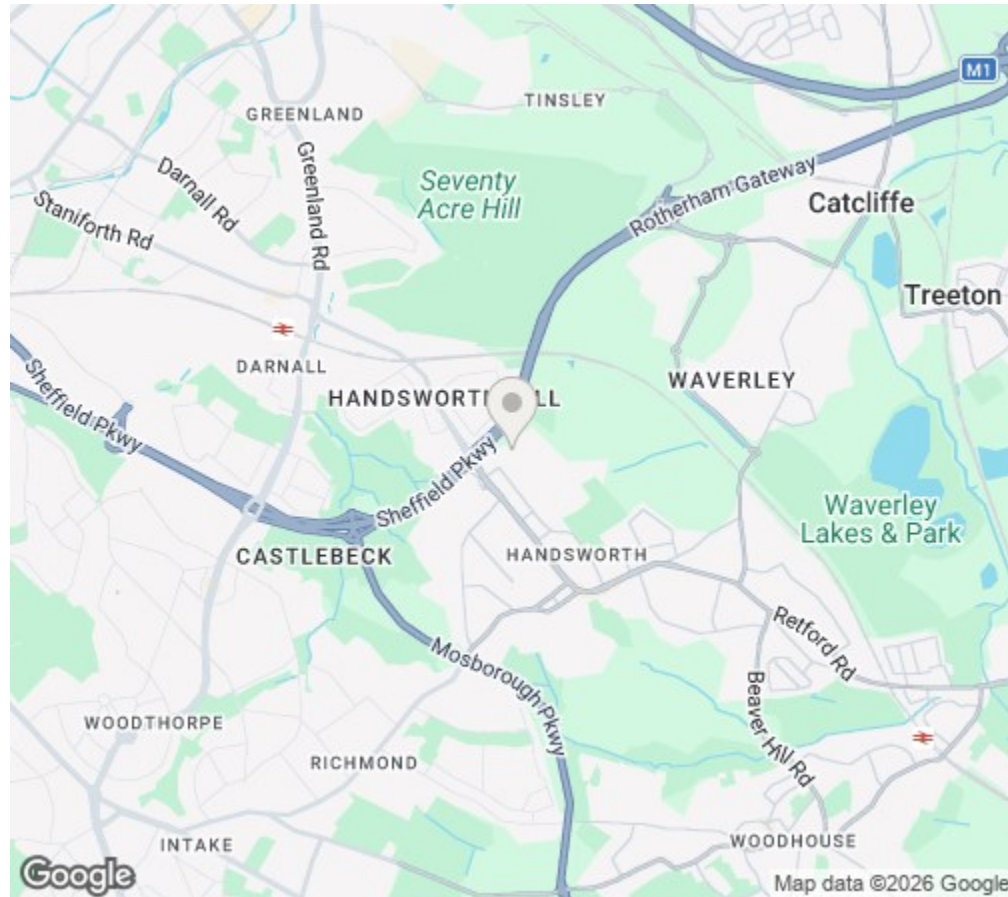 M1
TINSLEY
GREENLAND
Greenland Rd
Darnall Rd
Seventy
Acre Hill
Rotherham Gateway
Staniforth Rd
Catcliffe
Treeton
DARNALL
HANDSWORTH HILL
WAVERLEY
Sheffield Pkwy
Sheffield Pkwy
Waverley
Lakes & Park
CASTLEBECK
HANDSWORTH
Retford Rd
Mosborough Pkwy
Beaver Hill Rd
WOODTHORPE
RICHMOND
INTAKE
WOODHOUSE
Google
Map data ©2026 Google